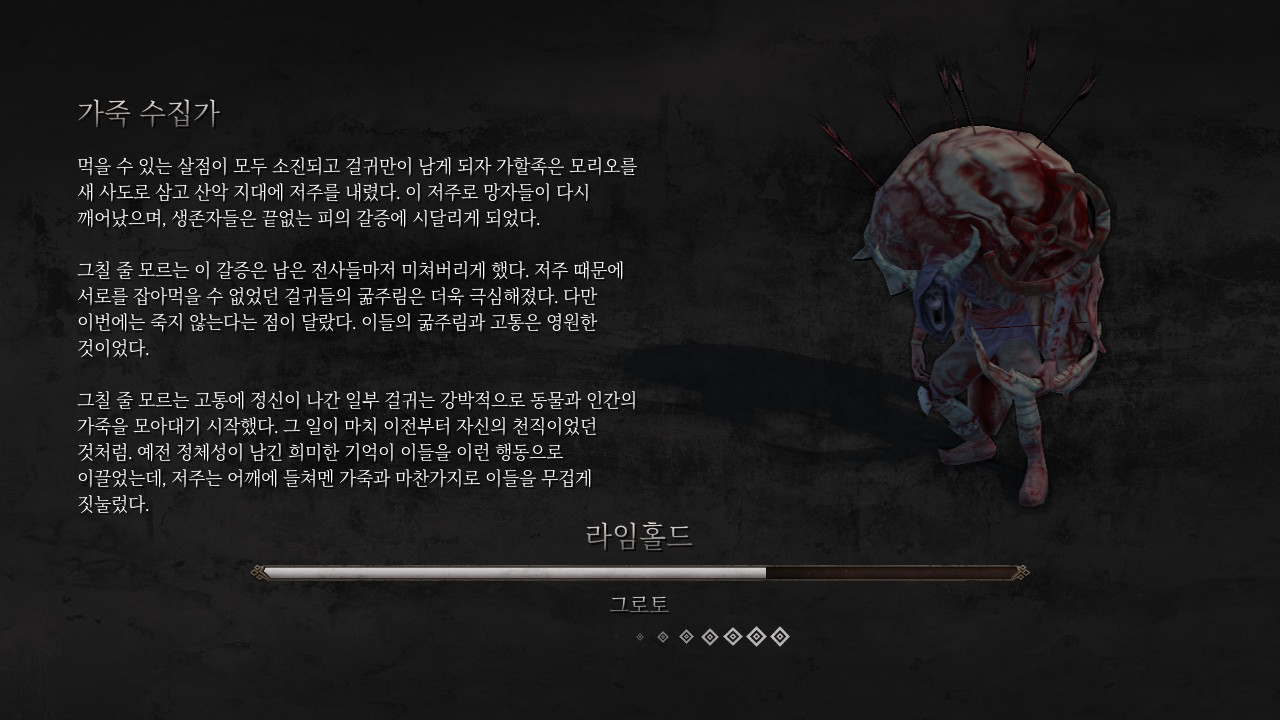 가죽 수집가
먹을 수 있는 살점이 모두 소진되고 걸귀만이 남게 되자 가할족은 모리오를
새 사도로 삼고 산악 지대에 저주를 내렸다. 이 저주로 망자들이 다시
깨어났으며, 생존자들은 끝없는 피의 갈증에 시달리게 되었다.
그칠 줄 모르는 이 갈증은 남은 전사들마저 미쳐버리게 했다. 저주 때문에
서로를 잡아먹을 수 없었던 걸귀들의 굶주림은 더욱 극심해졌다. 다만
이번에는 죽지 않는다는 점이 달랐다. 이들의 굶주림과 고통은 영원한
것이었다.
그칠 줄 모르는 고통에 정신이 나간 일부 걸귀는 강박적으로 동물과 인간의
가죽을 모아대기 시작했다. 그 일이 마치 이전부터 자신의 천직이었던
것처럼. 예전 정체성이 남긴 희미한 기억이 이들을 이런 행동으로
이끌었는데, 저주는 어깨에 들쳐멘 가죽과 마찬가지로 이들을 무겁게
짓눌렀다.
라임홀드
그로토